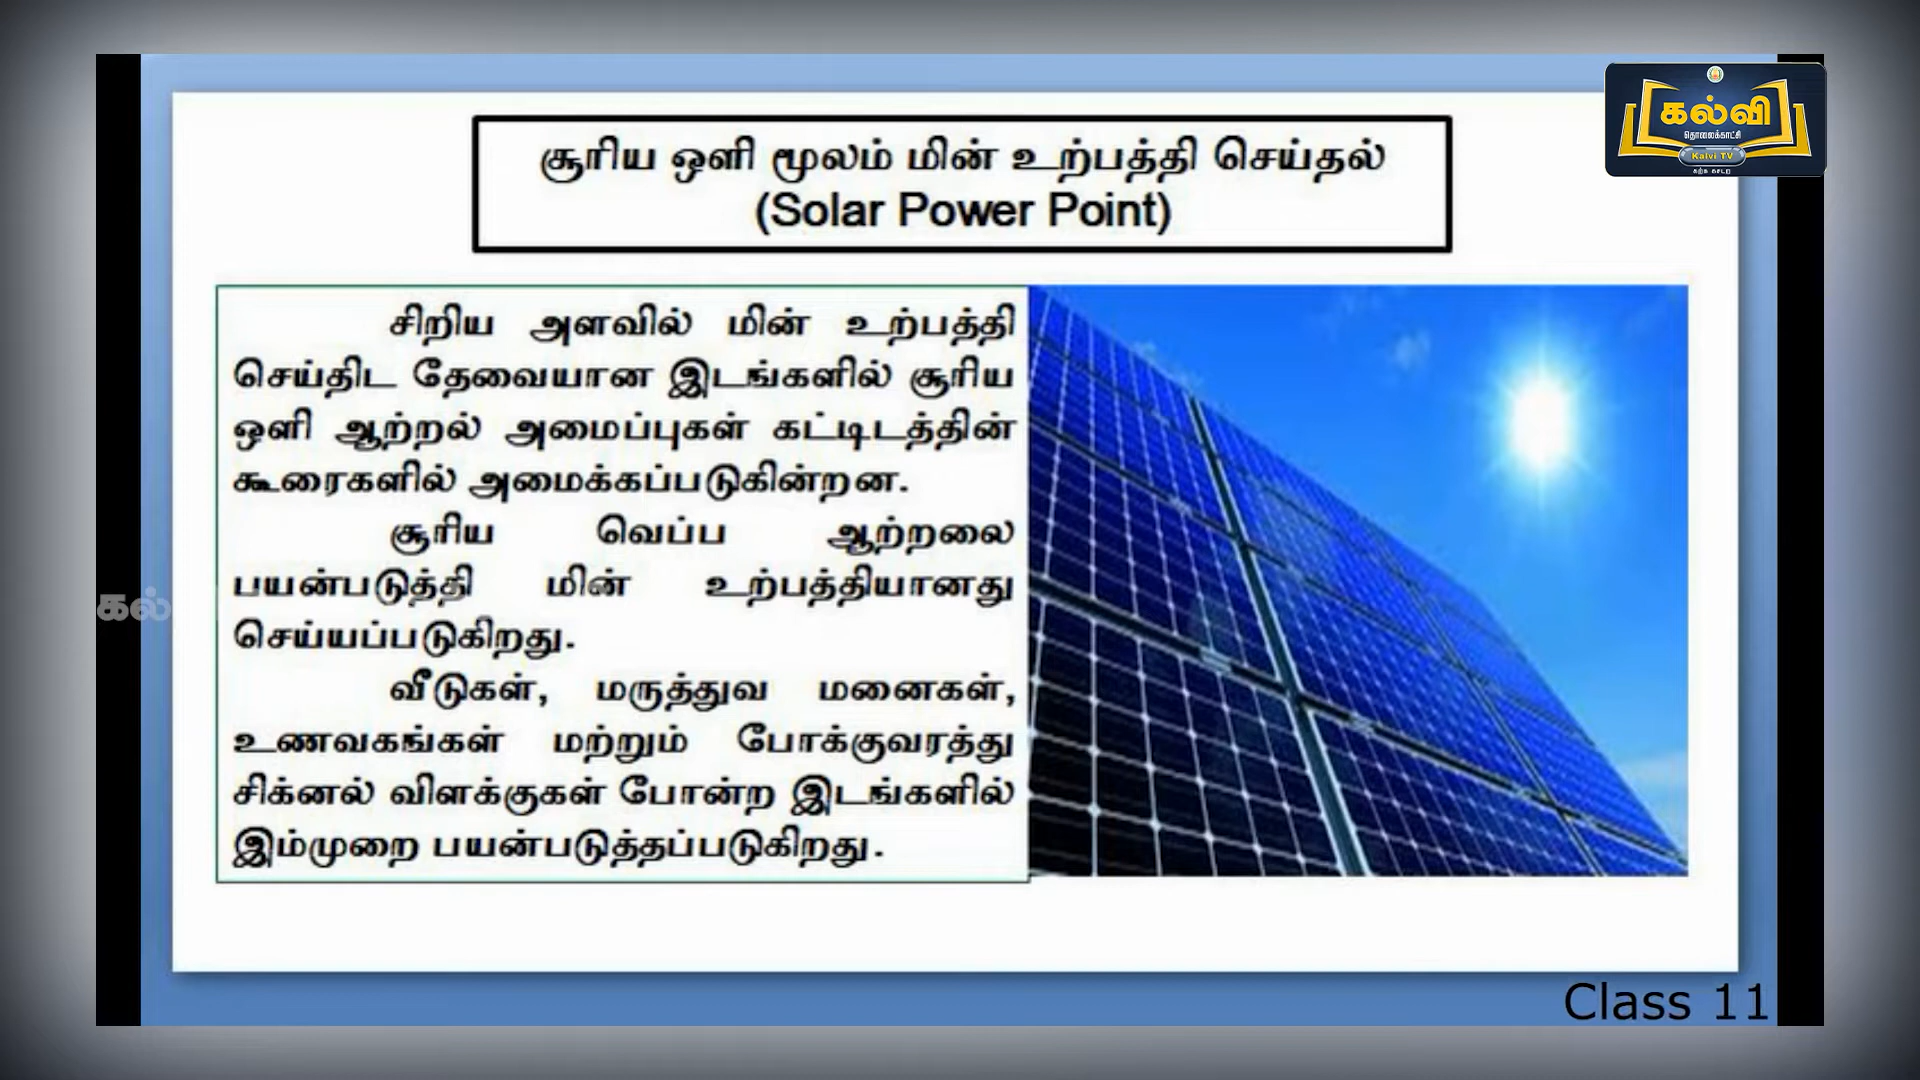 சூரிய ஒளி மூலம் மின் உற்பத்தி செய்தல்
(Solar Power Point)
கல்வி
தொலைக்காட்சி
Kalvi TV
கற்க கசடற
சிறிய அளவில் மின் உற்பத்தி
செய்திட தேவையான இடங்களில் சூரிய
ஒளி ஆற்றல் அமைப்புகள் கட்டிடத்தின்
கூரைகளில் அமைக்கப்படுகின்றன.
சூரிய வெப்ப ஆற்றலை
பயன்படுத்தி மின் உற்பத்தியானது
செய்யப்படுகிறது.
வீடுகள், மருத்துவ மனைகள்,
உணவகங்கள் மற்றும் போக்குவரத்து
சிக்னல் விளக்குகள் போன்ற இடங்களில்
இம்முறை பயன்படுத்தப்படுகிறது.
கல்
Class 11